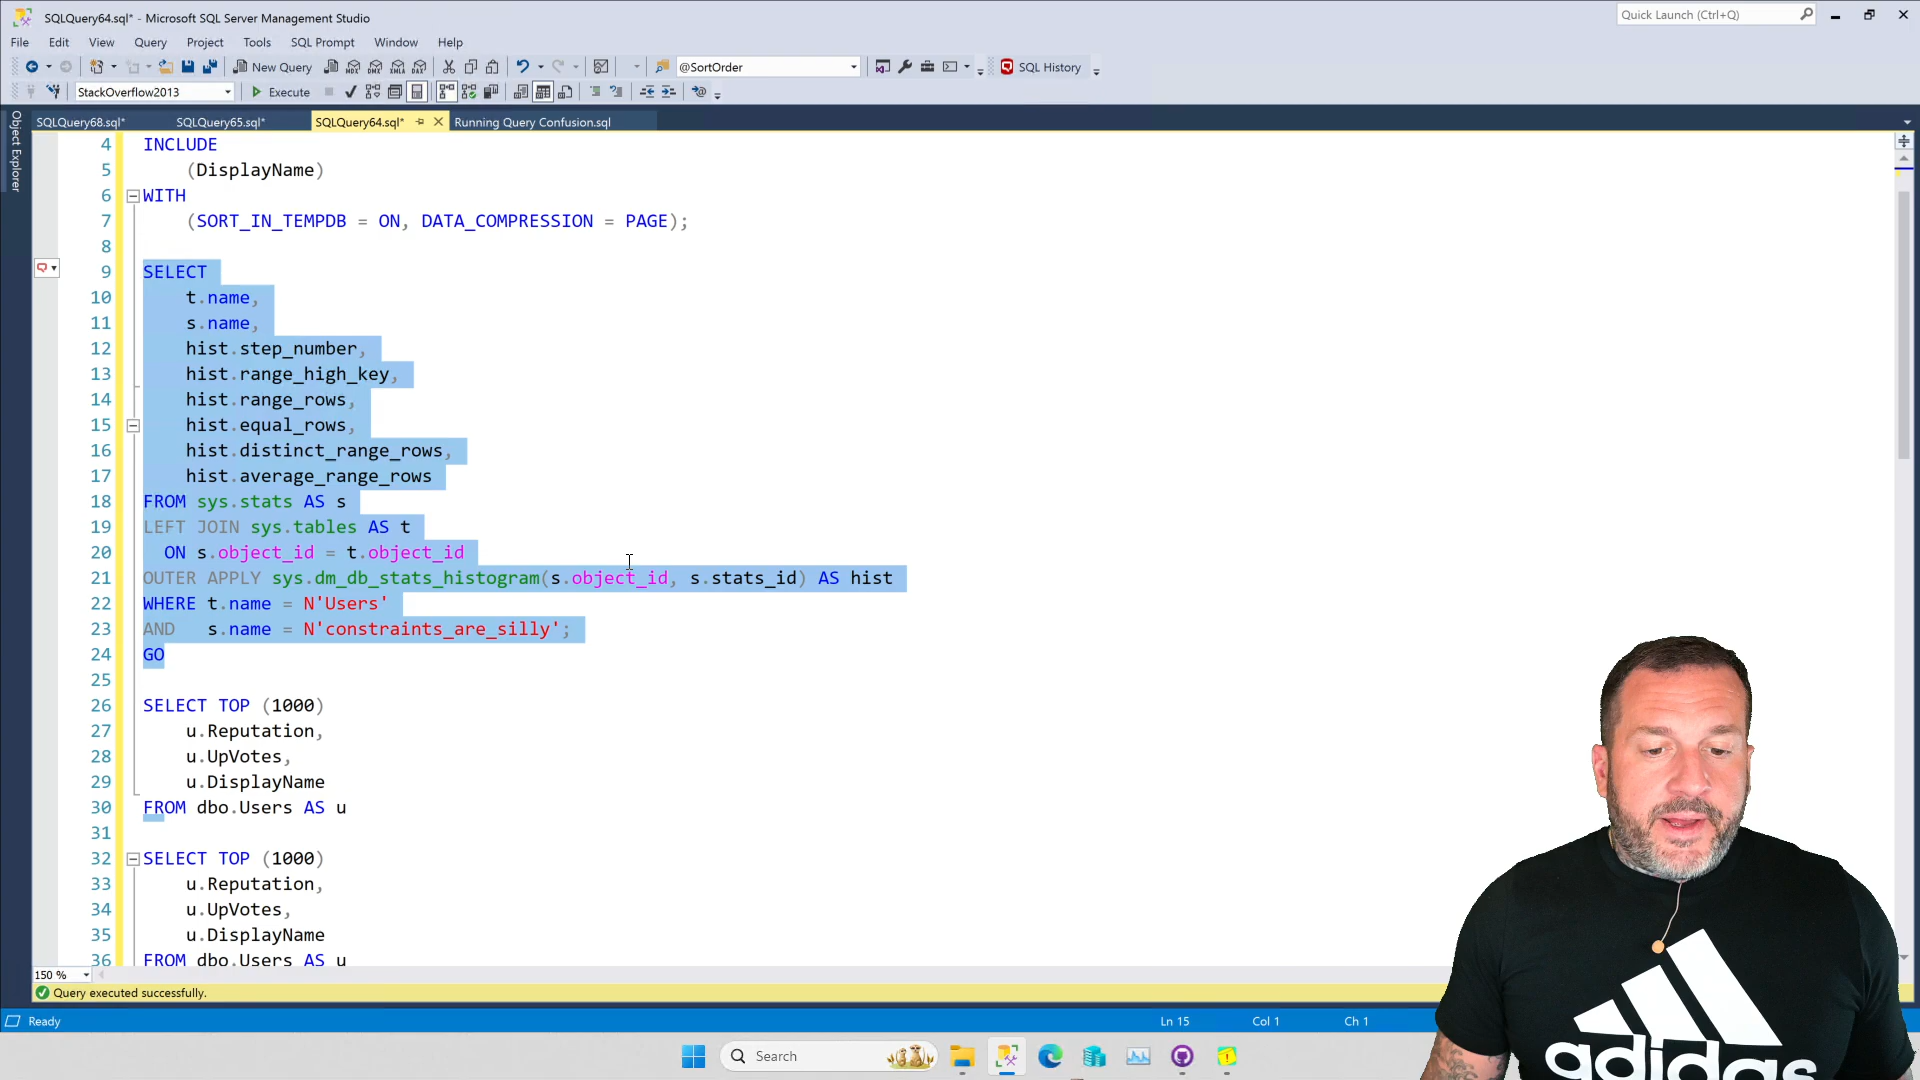 SQLQuery64.sql* - Microsoft SQL Server Management Studio
Quick Launch (Ctrl+Q)
File Edit View Query Project Tools SQL Prompt Window Help
New Query @SortOrder SQL History
StackOverflow2013 Execute
SQLQuery68.sql* SQLQuery65.sql* SQLQuery64.sql* Running Query Confusion.sql
Object Explorer
4 INCLUDE
5 (DisplayName)
6 WITH
7 (SORT_IN_TEMPDB = ON, DATA_COMPRESSION = PAGE);
8
9 SELECT
10 t.name,
11 s.name,
12 hist.step_number,
13 hist.range_high_key,
14 hist.range_rows,
15 hist.equal_rows,
16 hist.distinct_range_rows,
17 hist.average_range_rows
18 FROM sys.stats AS s
19 LEFT JOIN sys.tables AS t
20 ON s.object_id = t.object_id
21 OUTER APPLY sys.dm_db_stats_histogram(s.object_id, s.stats_id) AS hist
22 WHERE t.name = N'Users'
23 AND s.name = N'constraints_are_silly';
24 GO
25
26 SELECT TOP (1000)
27 u.Reputation,
28 u.UpVotes,
29 u.DisplayName
30 FROM dbo.Users AS u
31
32 SELECT TOP (1000)
33 u.Reputation,
34 u.UpVotes,
35 u.DisplayName
36 FROM dbo.Users AS u
150 %
Query executed successfully.
Ready Ln 15 Col 1 Ch 1
Search
adidas